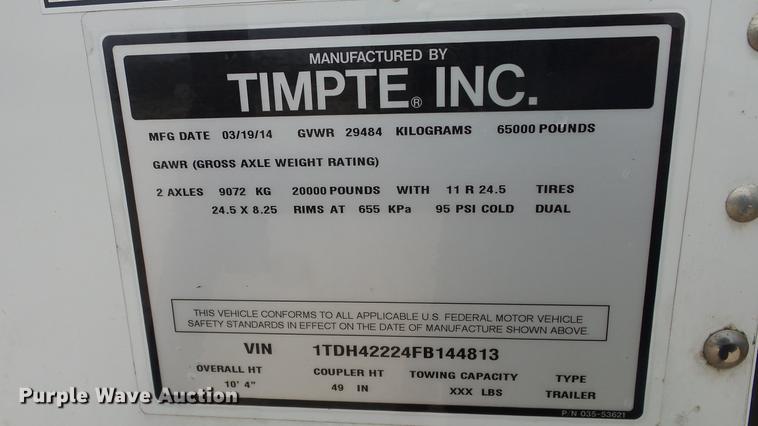 MANUFACTURED BY
TIMPTE® INC.
MFG DATE 03/19/14 GVWR 29484 KILOGRAMS 65000 POUNDS
GAWR (GROSS AXLE WEIGHT RATING)
2 AXLES 9072 KG 20000 POUNDS WITH 11 R 24.5 TIRES
24.5 X 8.25 RIMS AT 655 KPa 95 PSI COLD DUAL
THIS VEHICLE CONFORMS TO ALL APPLICABLE U.S. FEDERAL MOTOR VEHICLE
SAFETY STANDARDS IN EFFECT ON THE DATE OF MANUFACTURE SHOWN ABOVE.
VIN 1TDH42224FB144813
OVERALL HT COUPLER HT TOWING CAPACITY TYPE
10' 4" 49 IN XXX LBS TRAILER
P/N 035-53621
Purple Wave Auction